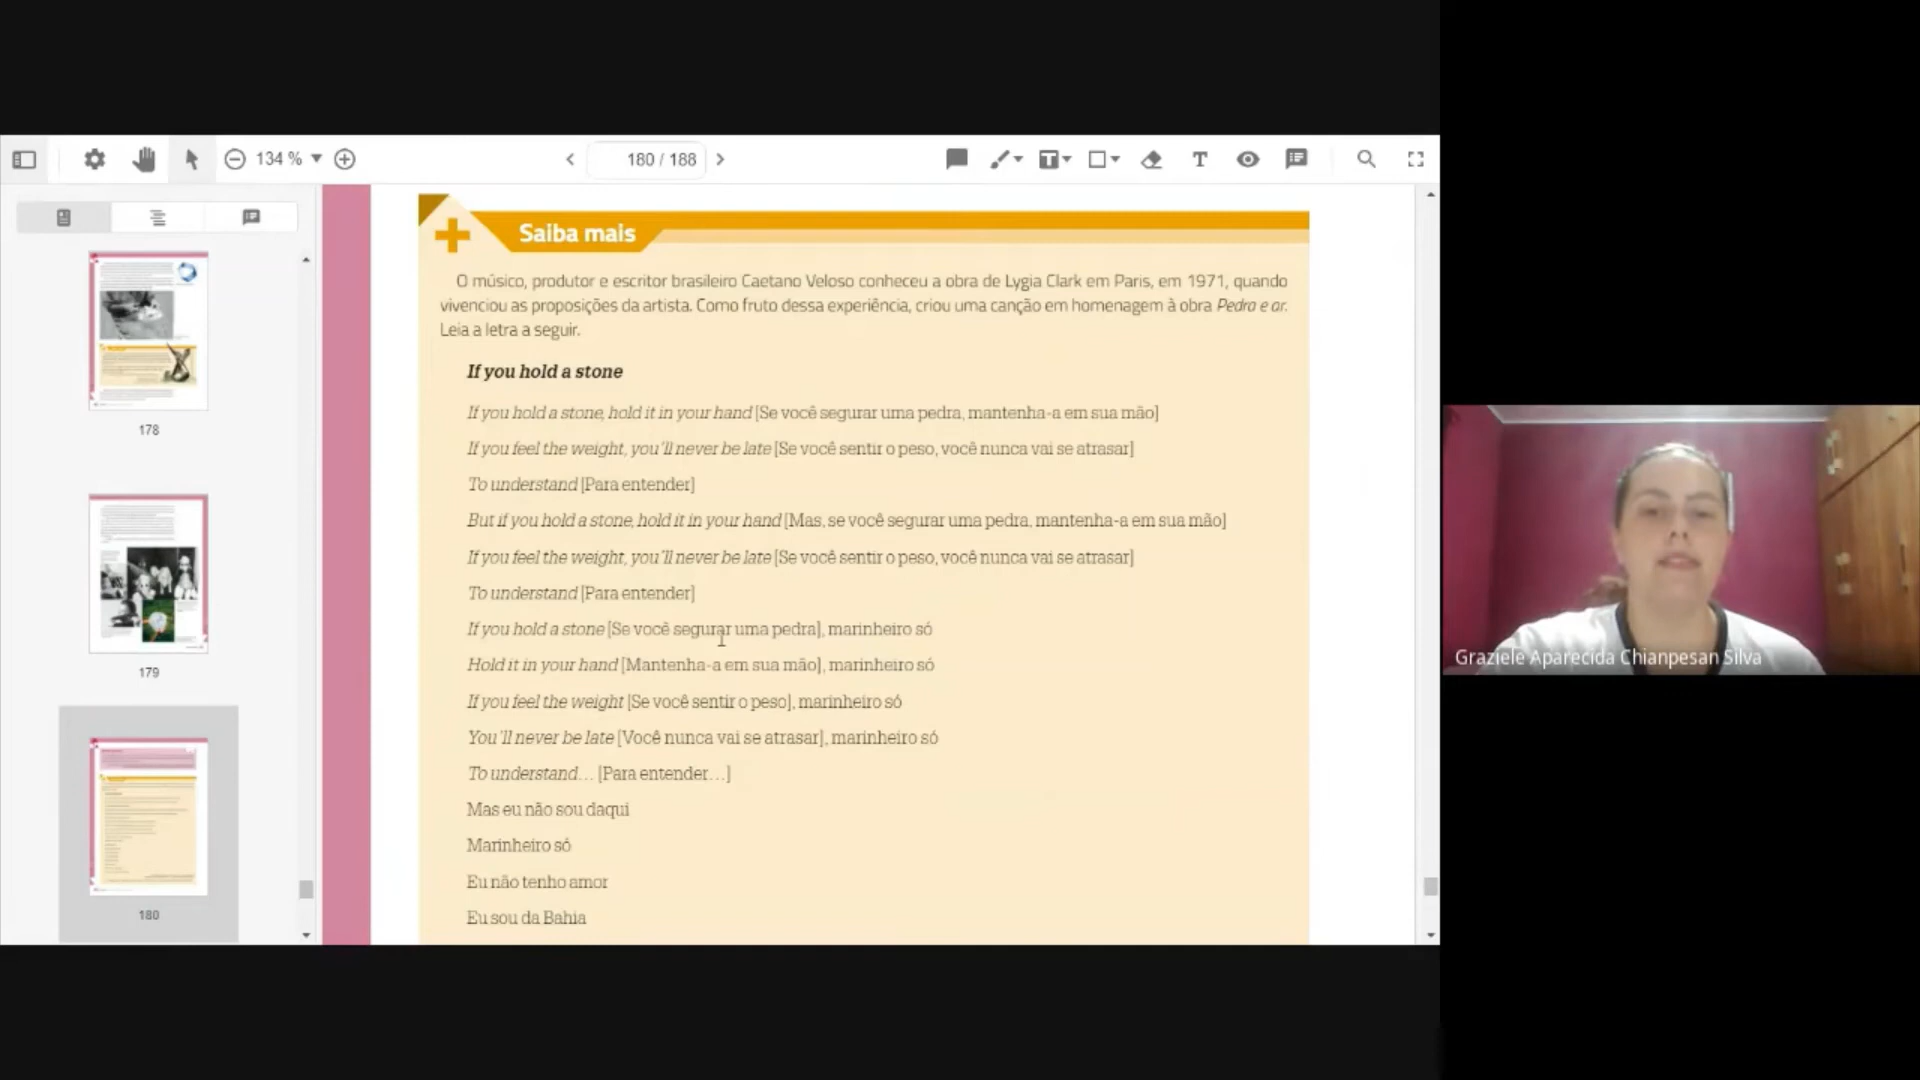 134 %
180 / 188
Saiba mais
O músico, produtor e escritor brasileiro Caetano Veloso conheceu a obra de Lygia Clark em Paris, em 1971, quando
vivenciou as proposições da artista. Como fruto dessa experiência, criou uma canção em homenagem à obra Pedra e ar.
Leia a letra a seguir.
If you hold a stone
If you hold a stone, hold it in your hand [Se você segurar uma pedra, mantenha-a em sua mão]
If you feel the weight, you'll never be late [Se você sentir o peso, você nunca vai se atrasar]
To understand [Para entender]
But if you hold a stone, hold it in your hand [Mas, se você segurar uma pedra, mantenha-a em sua mão]
If you feel the weight, you'll never be late [Se você sentir o peso, você nunca vai se atrasar]
To understand [Para entender]
If you hold a stone [Se você segurar uma pedra], marinheiro só
Hold it in your hand [Mantenha-a em sua mão], marinheiro só
If you feel the weight [Se você sentir o peso], marinheiro só
You'll never be late [Você nunca vai se atrasar], marinheiro só
To understand... [Para entender...]
Mas eu não sou daqui
Marinheiro só
Eu não tenho amor
Eu sou da Bahia
178
179
180
Graziele Aparecida Chianpesan Silva